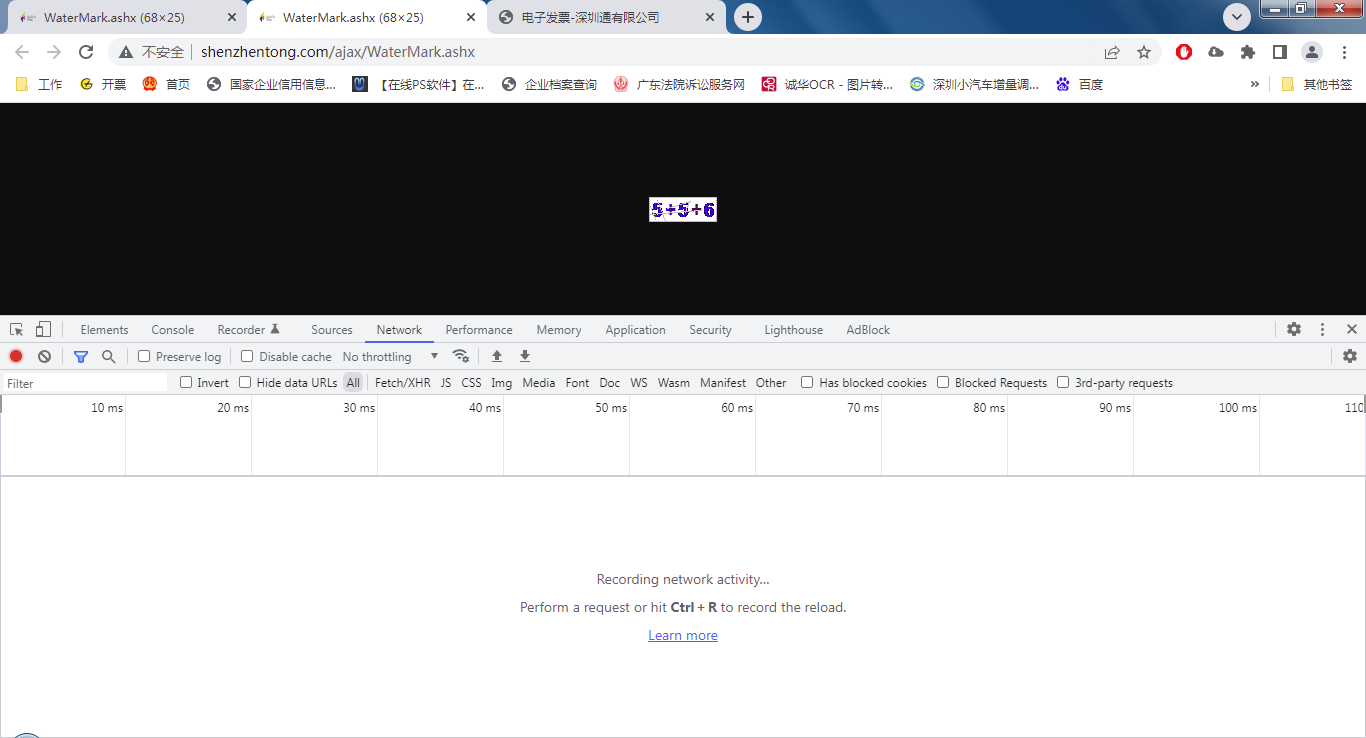 WaterMark.ashx (68×25) WaterMark.ashx (68×25) 电子发票-深圳通有限公司
不安全 shenzhentong.com/ajax/WaterMark.ashx
工作 开票 首页 国家企业信用信息... 【在线PS软件】在... 企业档案查询 广东法院诉讼服务网 诚华OCR - 图片转... 深圳小汽车增量调... 百度 » 其他书签
5+5+6
Elements Console Recorder Sources Network Performance Memory Application Security Lighthouse AdBlock
Preserve log Disable cache No throttling
Filter Invert Hide data URLs All Fetch/XHR JS CSS Img Media Font Doc WS Wasm Manifest Other Has blocked cookies Blocked Requests 3rd-party requests
10 ms 20 ms 30 ms 40 ms 50 ms 60 ms 70 ms 80 ms 90 ms 100 ms 110
Recording network activity...
Perform a request or hit Ctrl + R to record the reload.
Learn more